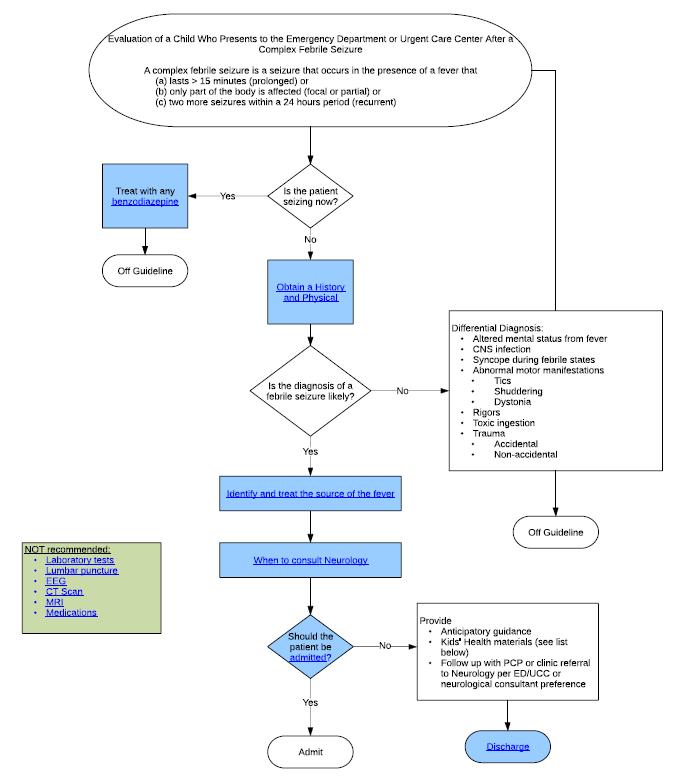 Evaluation of a Child Who Presents to the Emergency Department or Urgent Care Center After a
Complex Febrile Seizure
A complex febrile seizure is a seizure that occurs in the presence of a fever that
(a) lasts > 15 minutes (prolonged) or
(b) only part of the body is affected (focal or partial) or
(c) two more seizures within a 24 hours period (recurrent)
Is the patient
seizing now?
Yes
Treat with any
benzodiazepine
Off Guideline
No
Obtain a History
and Physical
Is the diagnosis of a
febrile seizure likely?
No
Differential Diagnosis:
• Altered mental status from fever
• CNS infection
• Syncope during febrile states
• Abnormal motor manifestations
• Tics
• Shuddering
• Dystonia
• Rigors
• Toxic ingestion
• Trauma
• Accidental
• Non-accidental
Off Guideline
Yes
Identify and treat the source of the fever
When to consult Neurology
NOT recommended:
• Laboratory tests
• Lumbar puncture
• EEG
• CT Scan
• MRI
• Medications
Should the
patient be
admitted?
No
Provide
• Anticipatory guidance
• Kids' Health materials (see list
below)
• Follow up with PCP or clinic referral
to Neurology per ED/UCC or
neurological consultant preference
Discharge
Yes
Admit